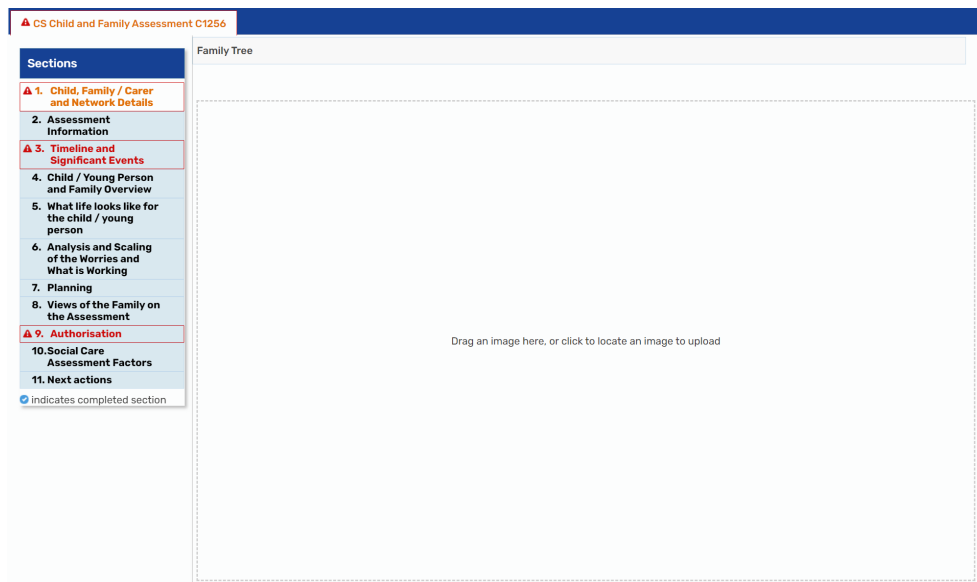 CS Child and Family Assessment C1256
Sections
1. Child, Family / Carer
and Network Details
2. Assessment
Information
3. Timeline and
Significant Events
4. Child / Young Person
and Family Overview
5. What life looks like for
the child / young
person
6. Analysis and Scaling
of the Worries and
What is Working
7. Planning
8. Views of the Family on
the Assessment
9. Authorisation
10. Social Care
Assessment Factors
11. Next actions
indicates completed section
Family Tree
Drag an image here, or click to locate an image to upload